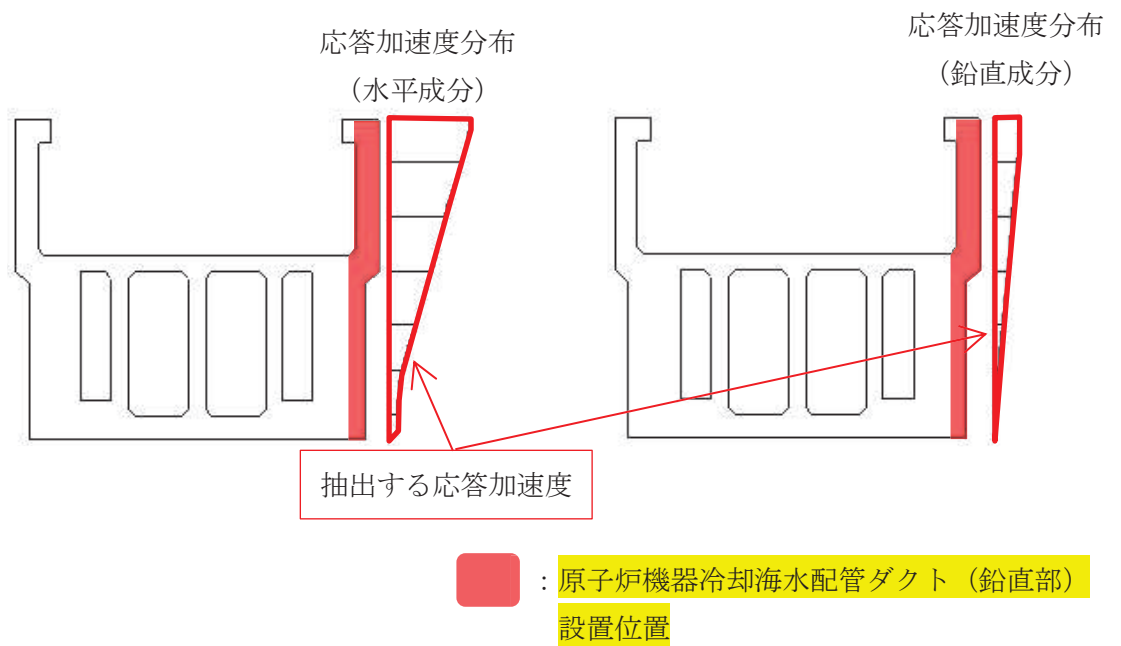 応答加速度分布
（水平成分）
応答加速度分布
（鉛直成分）
抽出する応答加速度
：原子炉機器冷却海水配管ダクト（鉛直部）
設置位置